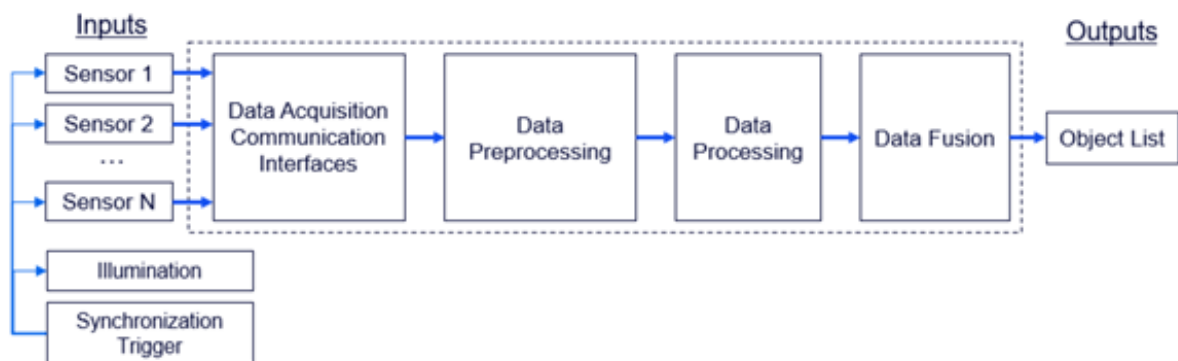 Inputs
Outputs
Sensor 1
Sensor 2
...
Sensor N
Illumination
Synchronization
Trigger
Data Acquisition
Communication
Interfaces
Data
Preprocessing
Data
Processing
Data Fusion
Object List